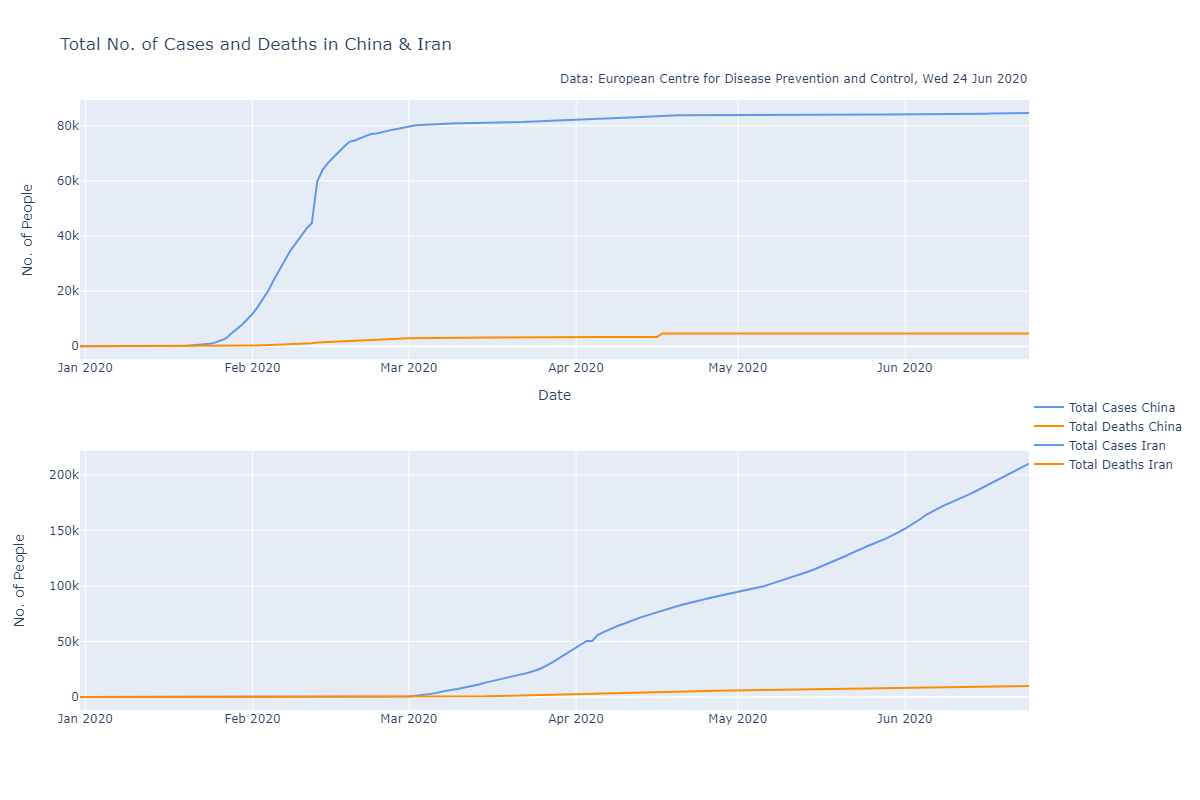 Total No. of Cases and Deaths in China & Iran
Data: European Centre for Disease Prevention and Control, Wed 24 Jun 2020
No. of People
80k
60k
40k
20k
0
Jan 2020 Feb 2020 Mar 2020 Apr 2020 May 2020 Jun 2020
Date
Total Cases China
Total Deaths China
Total Cases Iran
Total Deaths Iran
No. of People
200k
150k
100k
50k
0
Jan 2020 Feb 2020 Mar 2020 Apr 2020 May 2020 Jun 2020